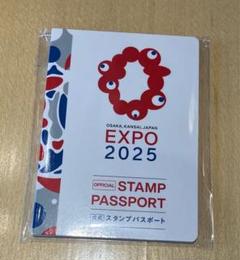 OSAKA, KANSAI, JAPAN
EXPO
2025
OFFICIAL STAMP
PASSPORT
公式 スタンプパスポート